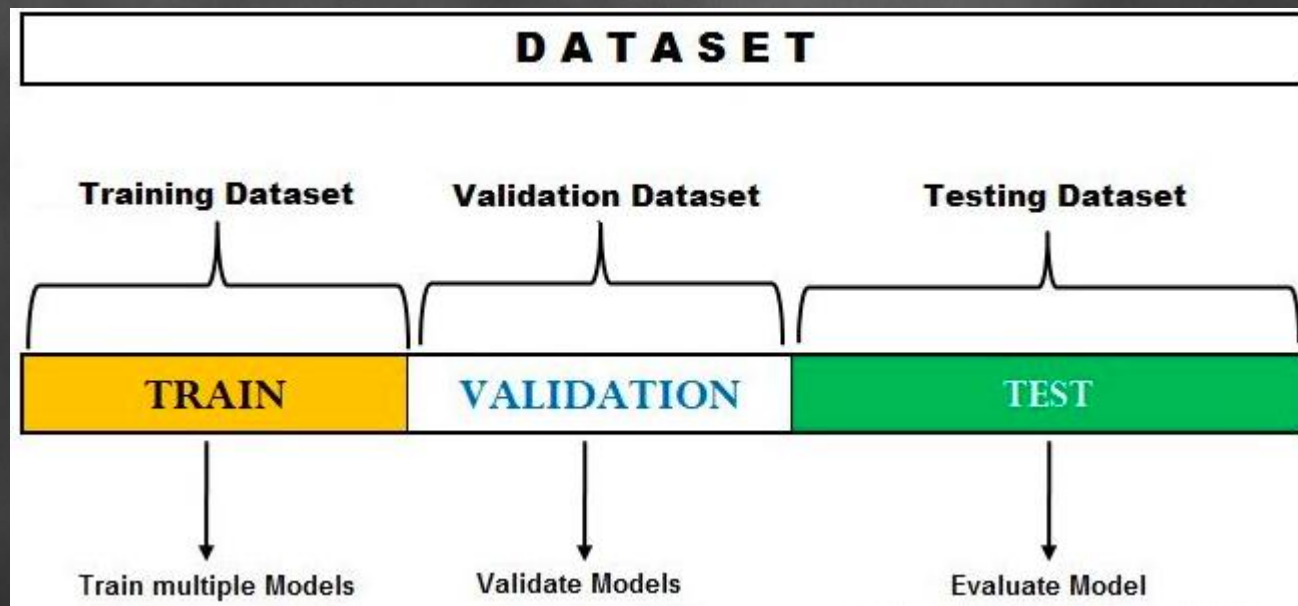 DATASET
Training Dataset Validation Dataset Testing Dataset
TRAIN VALIDATION TEST
Train multiple Models Validate Models Evaluate Model